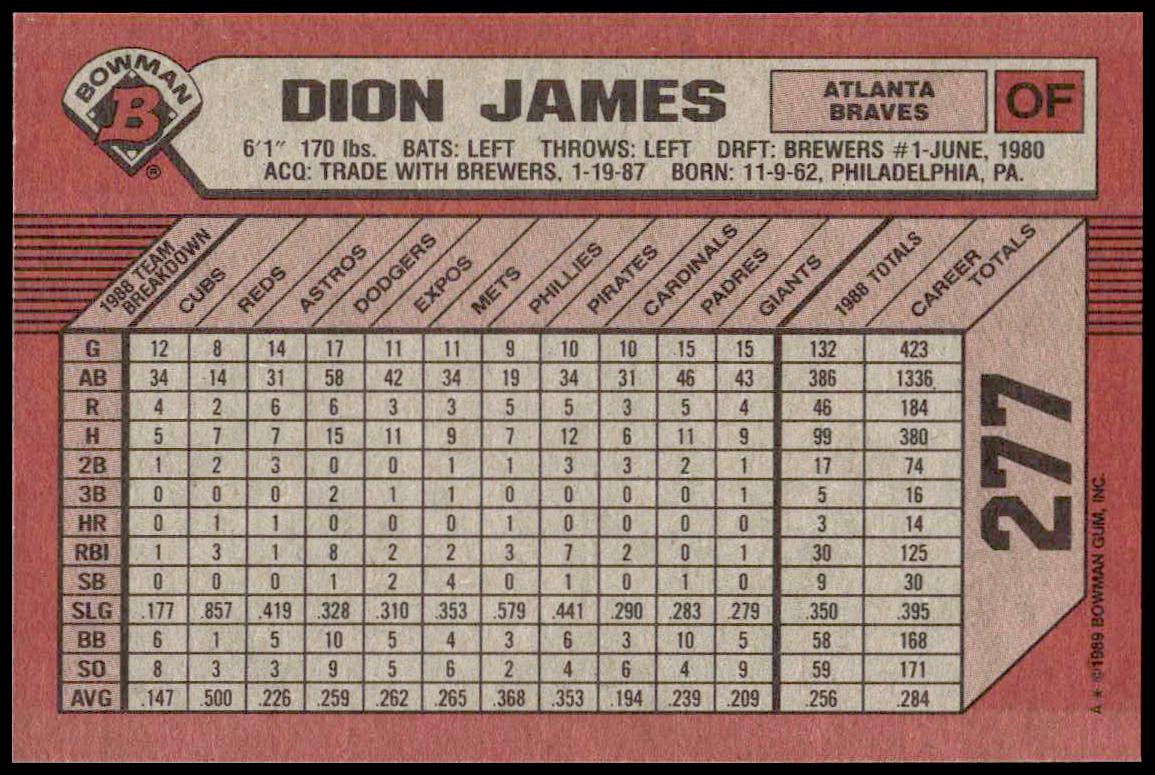 BOWMAN
B
®
DION JAMES
ATLANTA
BRAVES
OF
6'1" 170 lbs. BATS: LEFT THROWS: LEFT DRFT: BREWERS #1-JUNE, 1980
ACQ: TRADE WITH BREWERS, 1-19-87 BORN: 11-9-62, PHILADELPHIA, PA.
1988 TEAM BREAKDOWN CUBS REDS ASTROS DODGERS EXPOS METS PHILLIES PIRATES CARDINALS PADRES GIANTS 1988 TOTALS CAREER TOTALS
G 12 8 14 17 11 11 9 10 10 15 15 132 423
AB 34 14 31 58 42 34 19 34 31 46 43 386 1336
R 4 2 6 6 3 3 5 5 3 5 4 46 184
H 5 7 7 15 11 9 7 12 6 11 9 99 380
2B 1 2 3 0 0 1 1 3 3 2 1 17 74
3B 0 0 0 2 1 1 0 0 0 0 1 5 16
HR 0 1 1 0 0 0 1 0 0 0 0 3 14
RBI 1 3 1 8 2 2 3 7 2 0 1 30 125
SB 0 0 0 1 2 4 0 1 0 1 0 9 30
SLG .177 .857 .419 .328 .310 .353 .579 .441 .290 .283 .279 .350 .395
BB 6 1 5 10 5 4 3 6 3 10 5 58 168
SO 8 3 3 9 5 6 2 4 6 4 9 59 171
AVG .147 .500 .226 .259 .262 .265 .368 .353 .194 .239 .209 .256 .284
277
A * ©1989 BOWMAN GUM, INC.